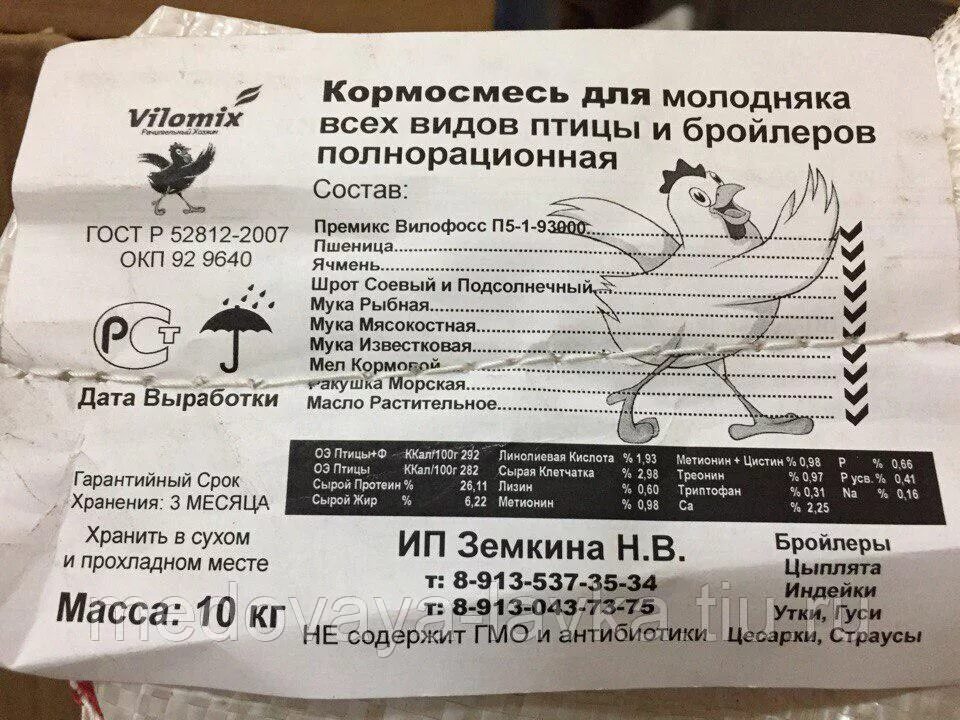 Vilomix
Рачительный Хозяин
ГОСТ Р 52812-2007
ОКП 92 9640
РСТ
Дата Выработки
Гарантийный Срок
Хранения: 3 МЕСЯЦА
Хранить в сухом
и прохладном месте
Масса: 10 кг
Кормосмесь для молодняка
всех видов птицы и бройлеров
полнорационная
Состав:
Премикс Вилофосс П5-1-93000
Пшеница
Ячмень
Шрот Соевый и Подсолнечный
Мука Рыбная
Мука Мясокостная
Мука Известковая
Мел Кормовой
Ракушка Морская
Масло Растительное
ОЭ Птицы+Ф ККал/100г 292
ОЭ Птицы ККал/100г 282
Сырой Протеин % 26,11
Сырой Жир % 6,22
Линолиевая Кислота % 1,93
Сырая Клетчатка % 2,98
Лизин % 0,60
Метионин % 0,98
Метионин + Цистин % 0,98
Треонин % 0,97
Триптофан % 0,31
Ca % 2,25
P % 0,66
P усв. % 0,41
Na % 0,16
ИП Земкина Н.В.
т: 8-913-537-35-34
т: 8-913-043-73-75
НЕ содержит ГМО и антибиотики
Бройлеры
Цыплята
Индейки
Утки, Гуси
Цесарки, Страусы
medovaya-lavka.tiu.ru